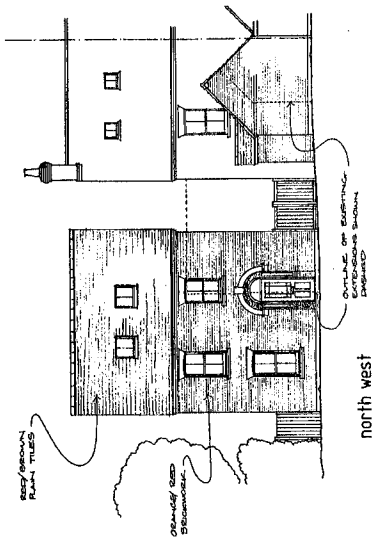 RED/BROWN
PLAIN TILES
ORANGE/RED
BRICKWORK
OUTLINE OF EXISTING
EXTENSIONS SHOWN
DASHED
north west